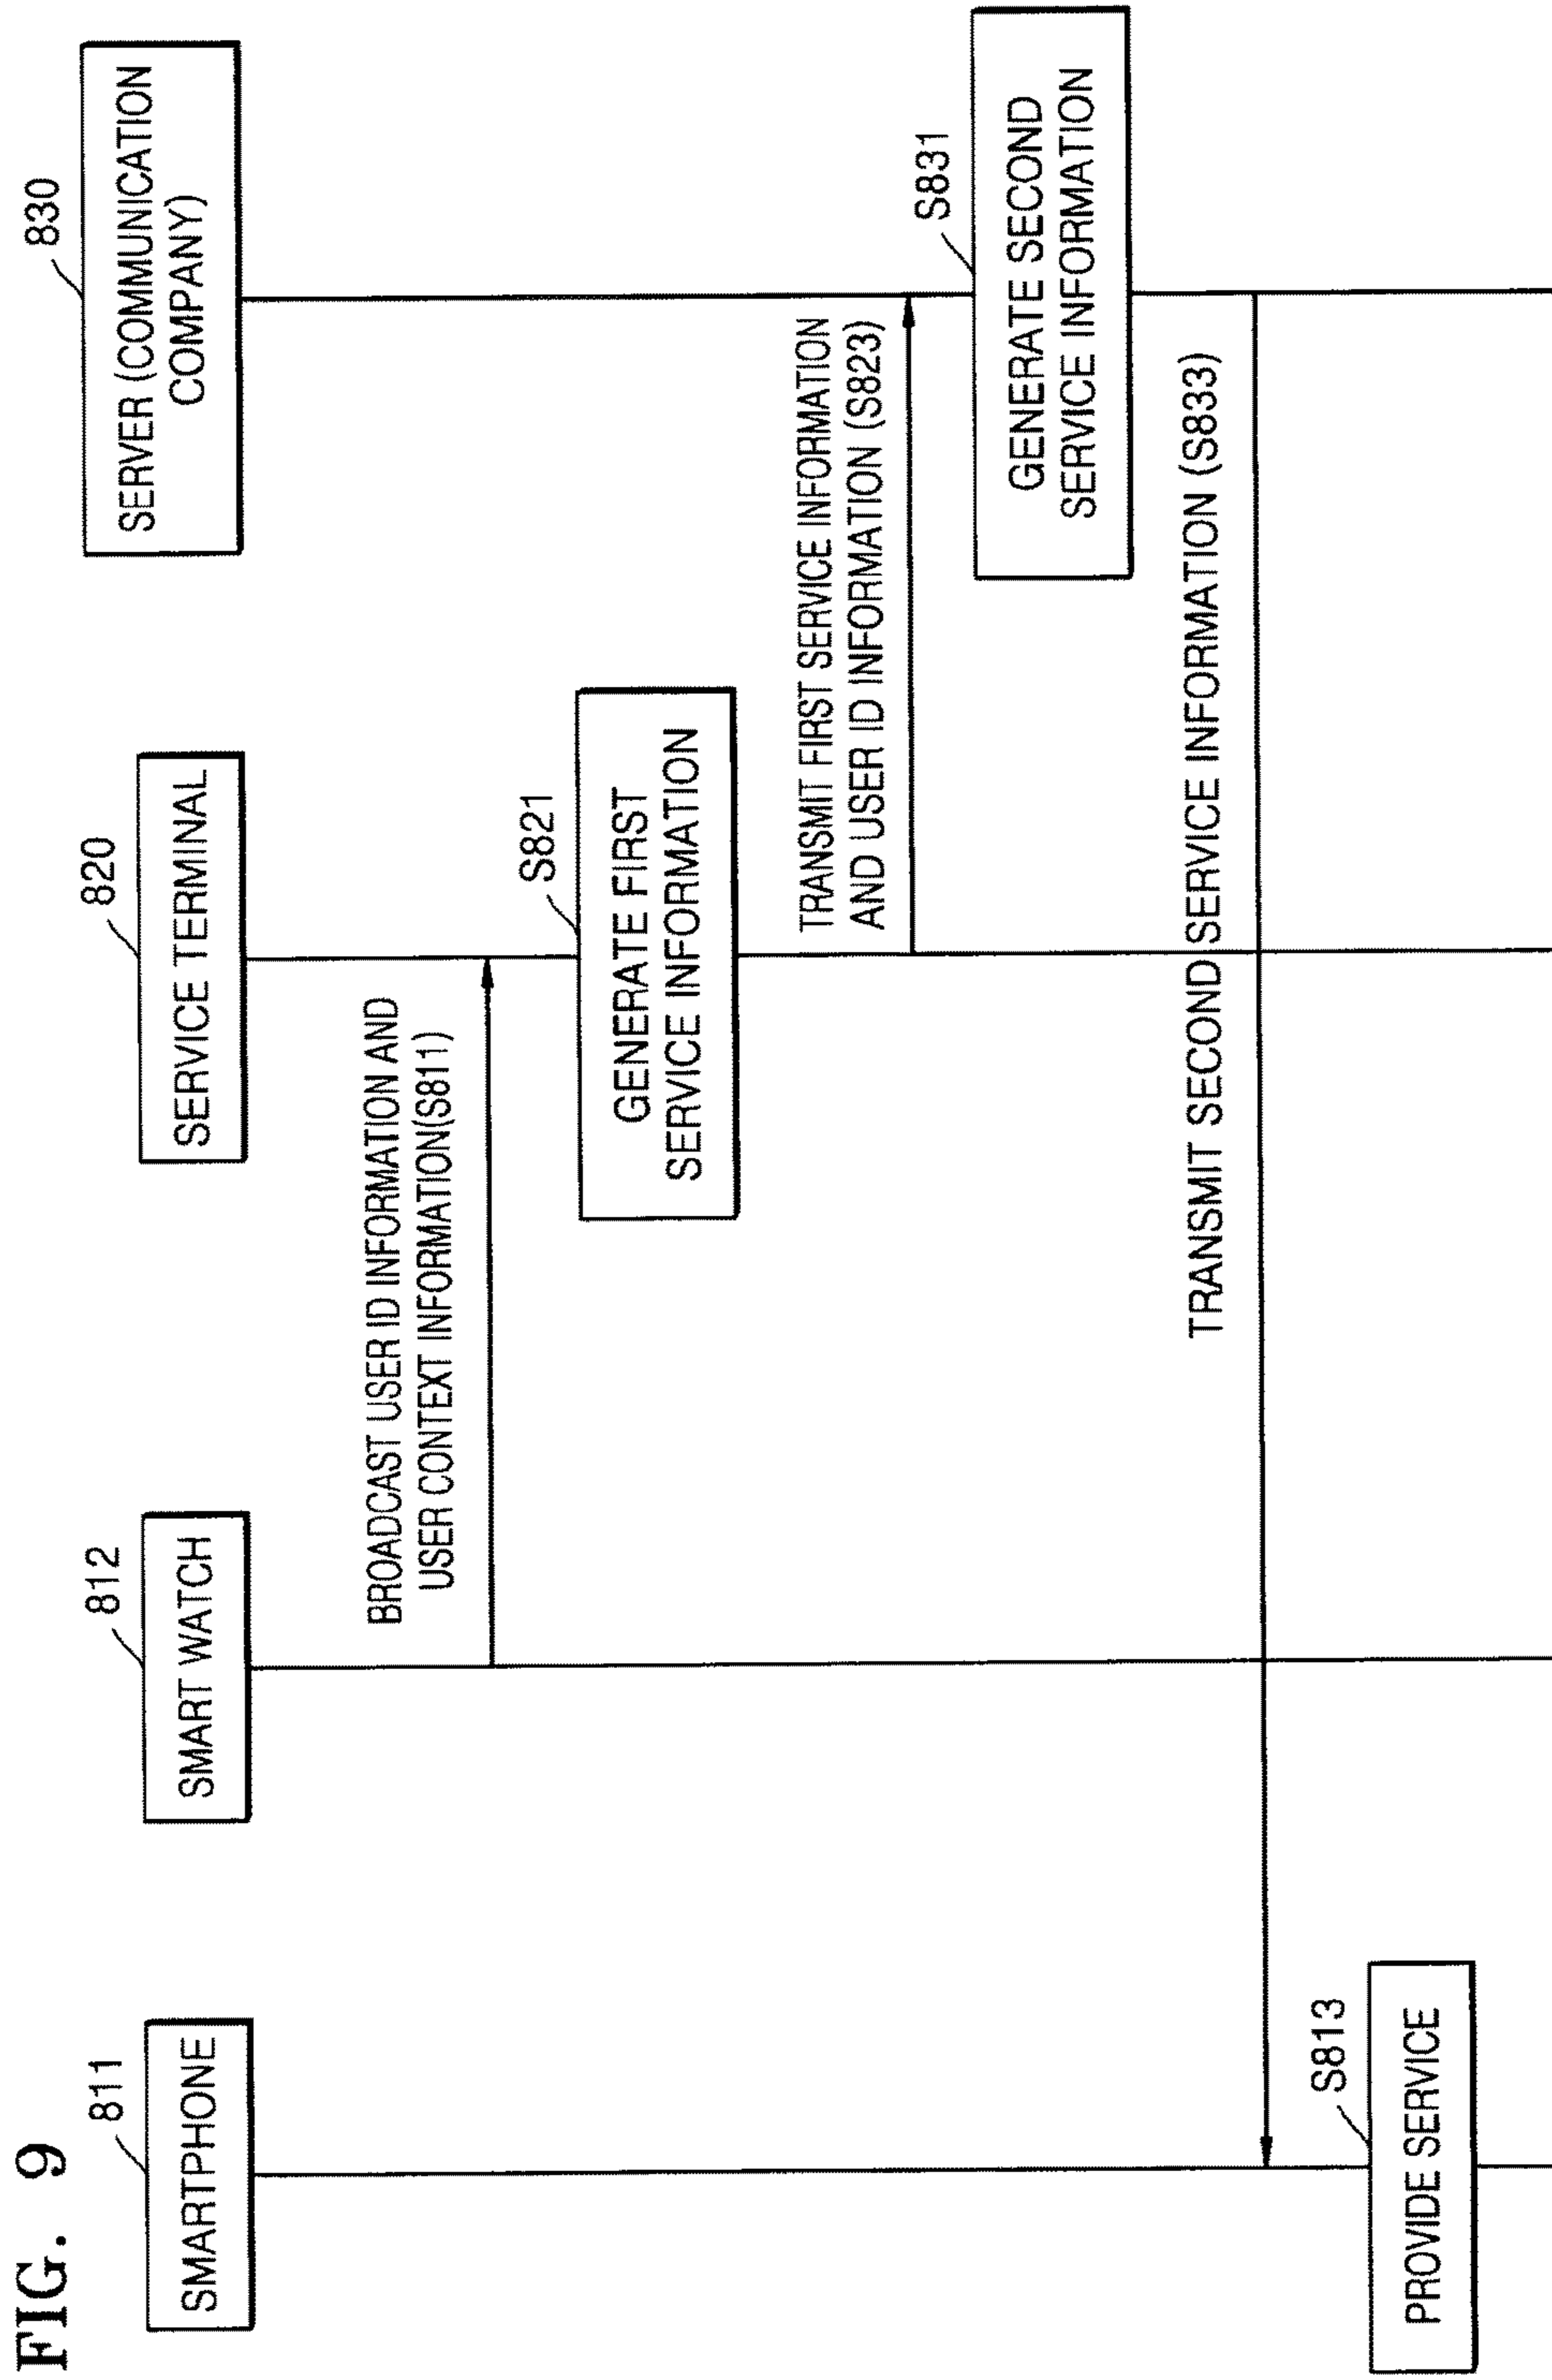 FIG. 9
811
SMARTPHONE
812
SMART WATCH
820
SERVICE TERMINAL
830
SERVER (COMMUNICATION
COMPANY)
BROADCAST USER ID INFORMATION AND
USER CONTEXT INFORMATION(S811)
S821
GENERATE FIRST
SERVICE INFORMATION
TRANSMIT FIRST SERVICE INFORMATION
AND USER ID INFORMATION (S823)
S831
GENERATE SECOND
SERVICE INFORMATION
TRANSMIT SECOND SERVICE INFORMATION (S833)
S813
PROVIDE SERVICE